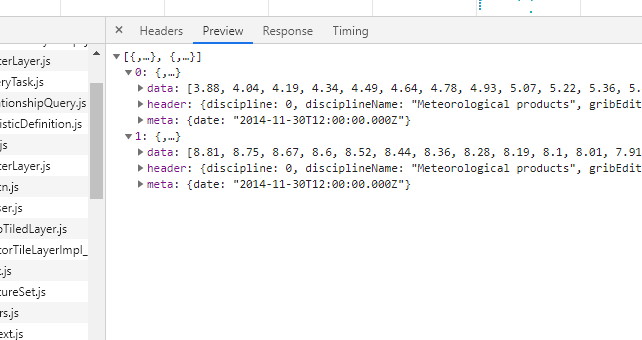 Headers Preview Response Timing
terLayer.js
eryTask.js
ationshipQuery.js
isticDefinition.js
.js
terLayer.js
cn.js
ser.js
oTiledLayer.js
ctorTileLayerImpl_
t.js
tureSet.js
rs.js
text.js
[{,…}, {,…}]
0: {,…}
data: [3.88, 4.04, 4.19, 4.34, 4.49, 4.64, 4.78, 4.93, 5.07, 5.22, 5.36, 5.
header: {discipline: 0, disciplineName: "Meteorological products", gribEdit
meta: {date: "2014-11-30T12:00:00.000Z"}
1: {,…}
data: [8.81, 8.75, 8.67, 8.6, 8.52, 8.44, 8.36, 8.28, 8.19, 8.1, 8.01, 7.91
header: {discipline: 0, disciplineName: "Meteorological products", gribEdit
meta: {date: "2014-11-30T12:00:00.000Z"}